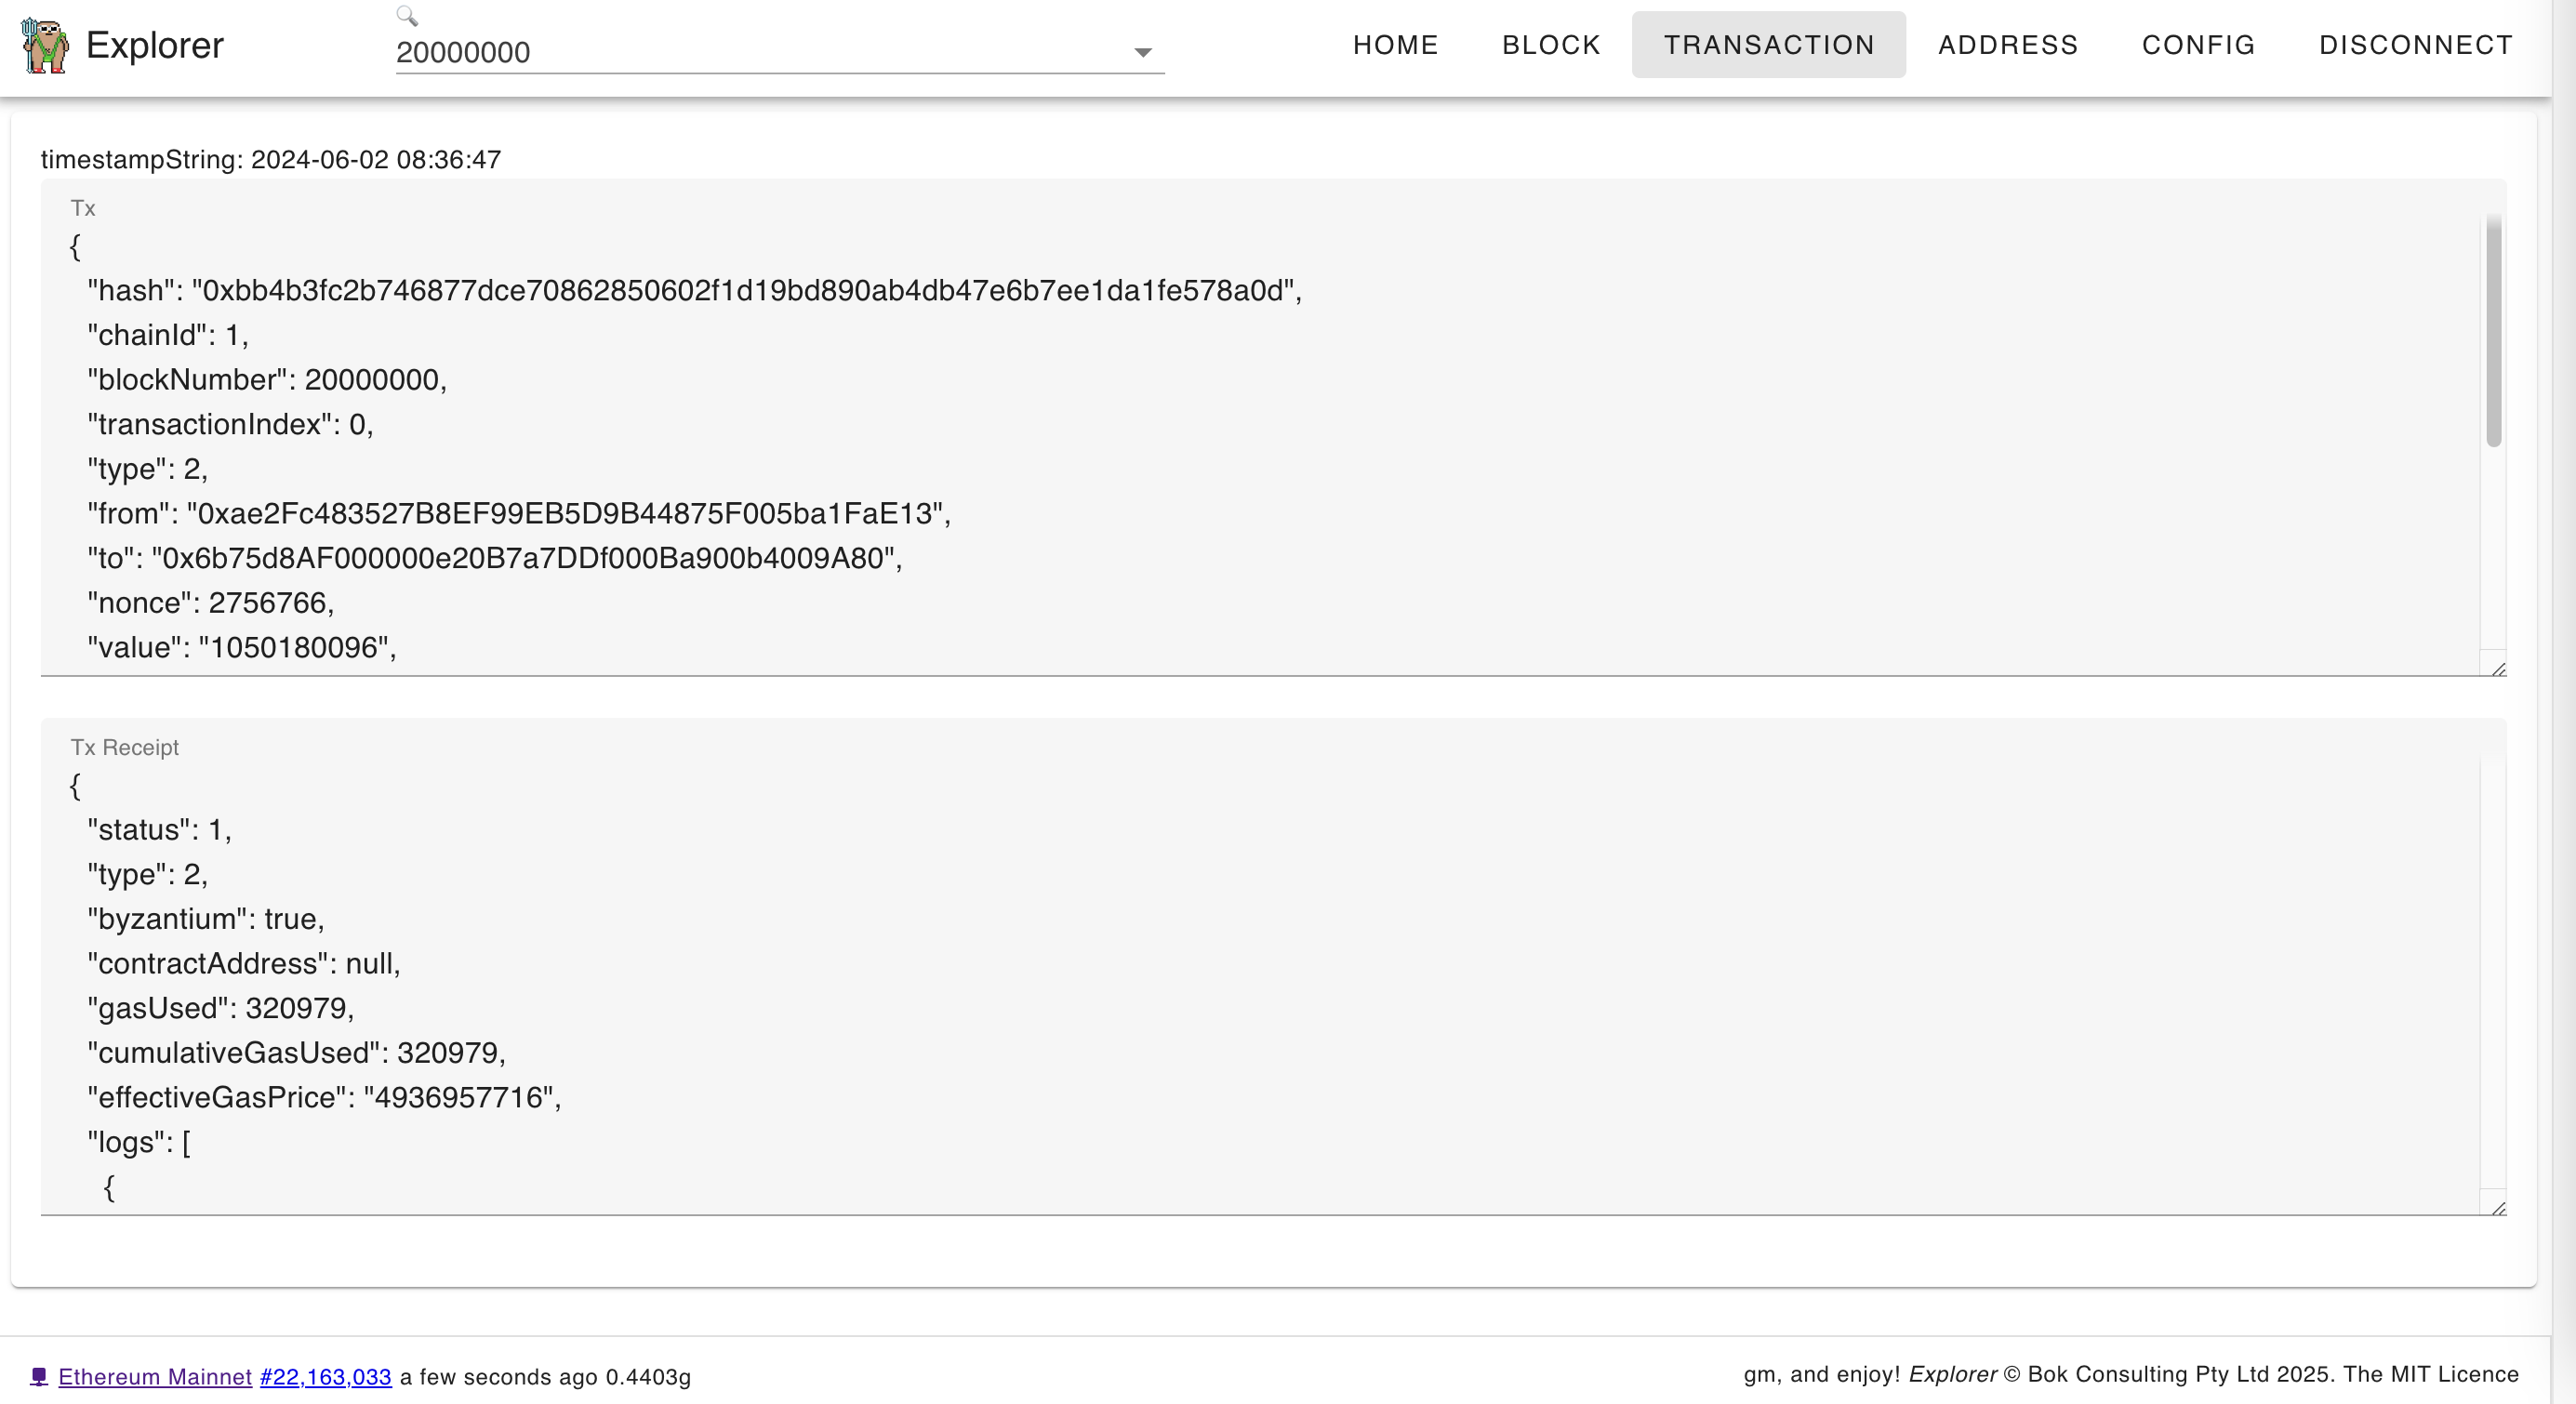 Explorer
20000000
HOME BLOCK TRANSACTION ADDRESS CONFIG DISCONNECT
timestampString: 2024-06-02 08:36:47
Tx
{
"hash": "0xbb4b3fc2b746877dce70862850602f1d19bd890ab4db47e6b7ee1da1fe578a0d",
"chainId": 1,
"blockNumber": 20000000,
"transactionIndex": 0,
"type": 2,
"from": "0xae2Fc483527B8EF99EB5D9B44875F005ba1FaE13",
"to": "0x6b75d8AF000000e20B7a7DDf000Ba900b4009A80",
"nonce": 2756766,
"value": "1050180096",
Tx Receipt
{
"status": 1,
"type": 2,
"byzantium": true,
"contractAddress": null,
"gasUsed": 320979,
"cumulativeGasUsed": 320979,
"effectiveGasPrice": "4936957716",
"logs": [
{
Ethereum Mainnet #22,163,033 a few seconds ago 0.4403g
gm, and enjoy! Explorer © Bok Consulting Pty Ltd 2025. The MIT Licence